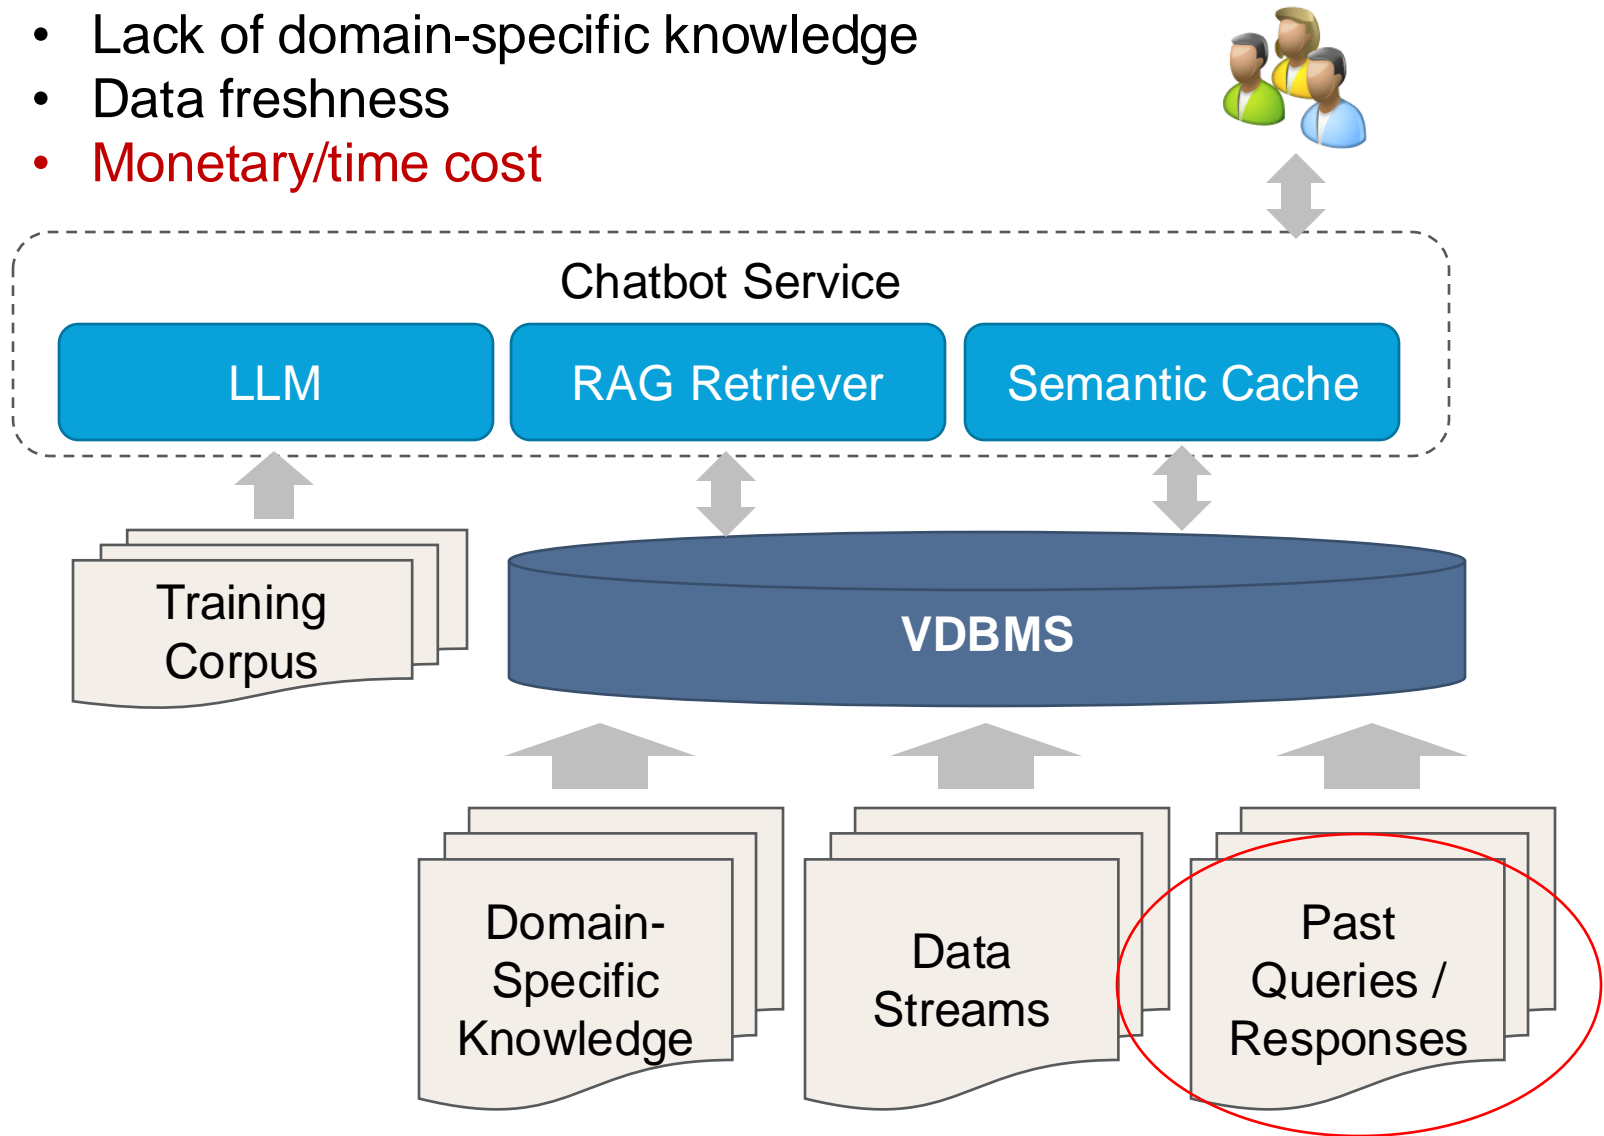 • Lack of domain-specific knowledge
• Data freshness
• Monetary/time cost
Chatbot Service
LLM
RAG Retriever
Semantic Cache
Training
Corpus
VDBMS
Domain-
Specific
Knowledge
Data
Streams
Past
Queries /
Responses